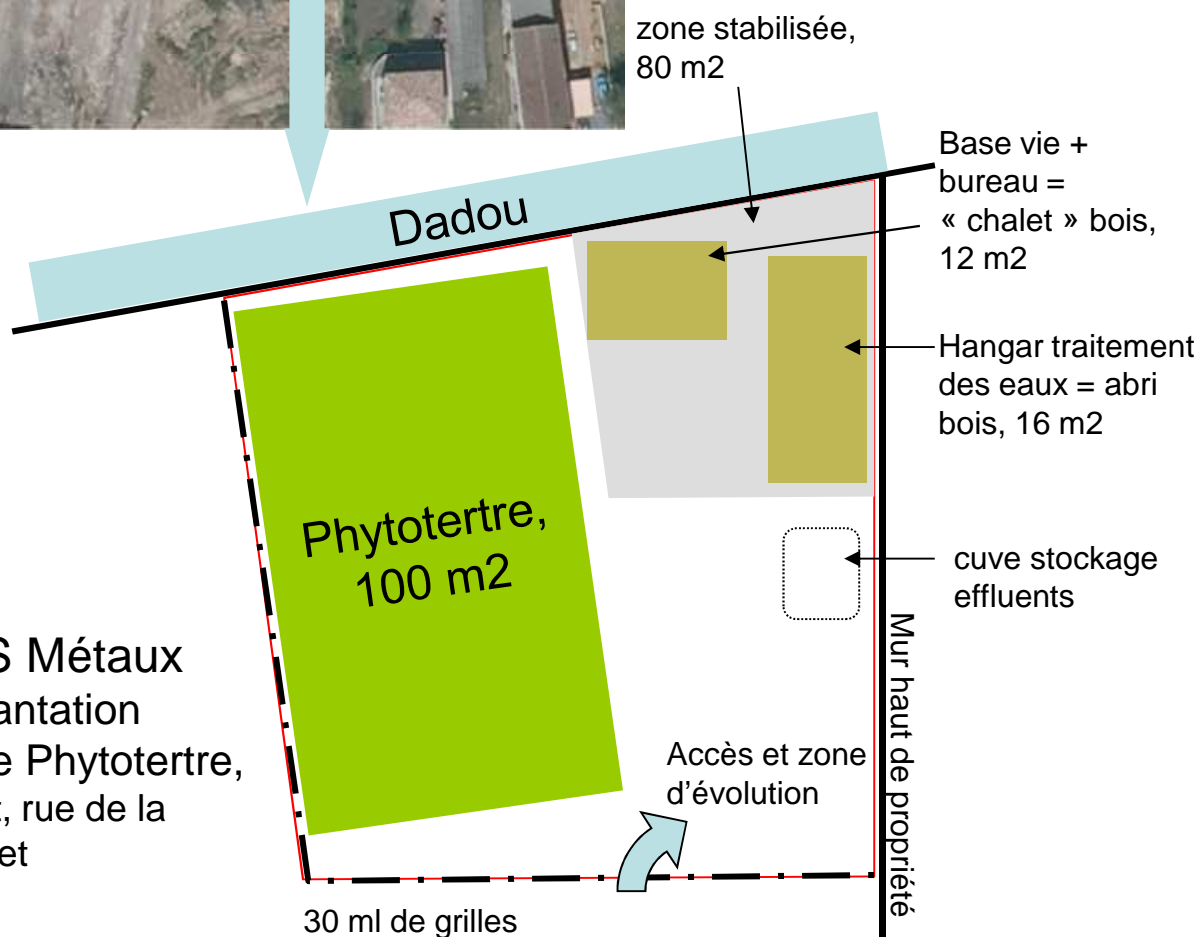 zone stabilisée,
80 m2
Dadou
Base vie +
bureau =
« chalet » bois,
12 m2
Hangar traitement
des eaux = abri
bois, 16 m2
Phytotertre,
100 m2
cuve stockage
effluents
Mur haut de propriété
S Métaux
antation
e Phytotertre,
, rue de la
et
Accès et zone
d’évolution
30 ml de grilles